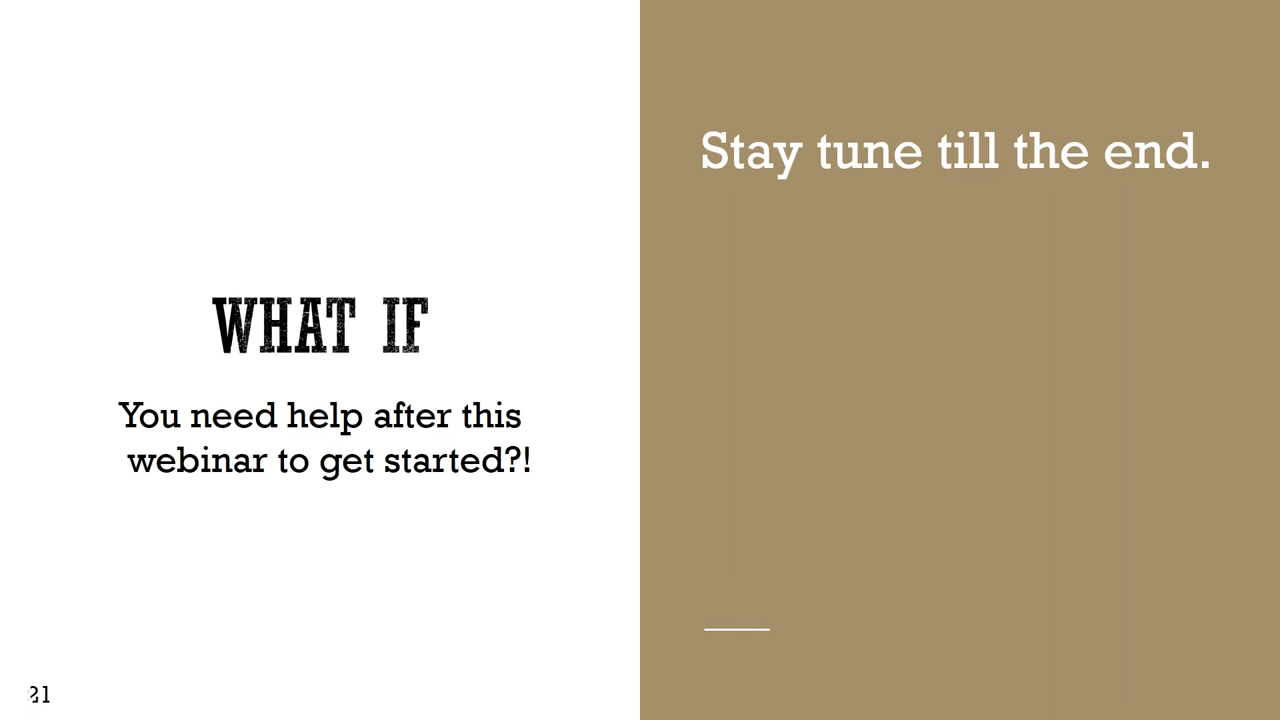 WHAT IF
You need help after this
webinar to get started?!
Stay tune till the end.
21